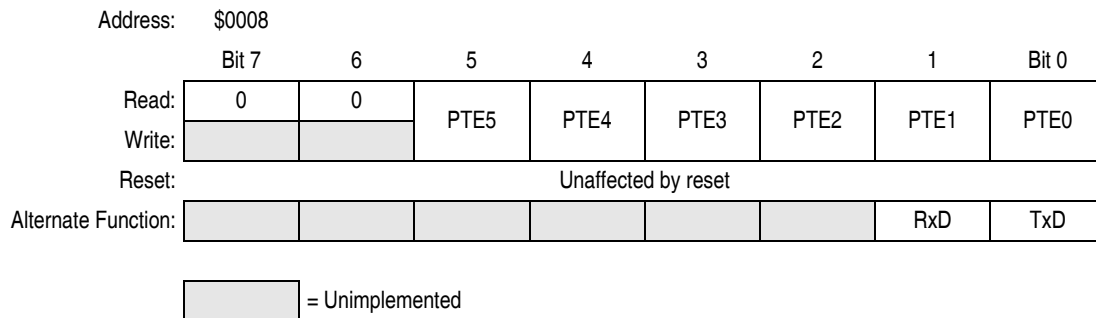 Address: $0008
Bit 7 6 5 4 3 2 1 Bit 0
Read: 0 0 PTE5 PTE4 PTE3 PTE2 PTE1 PTE0
Write:
Reset: Unaffected by reset
Alternate Function: RxD TxD
= Unimplemented